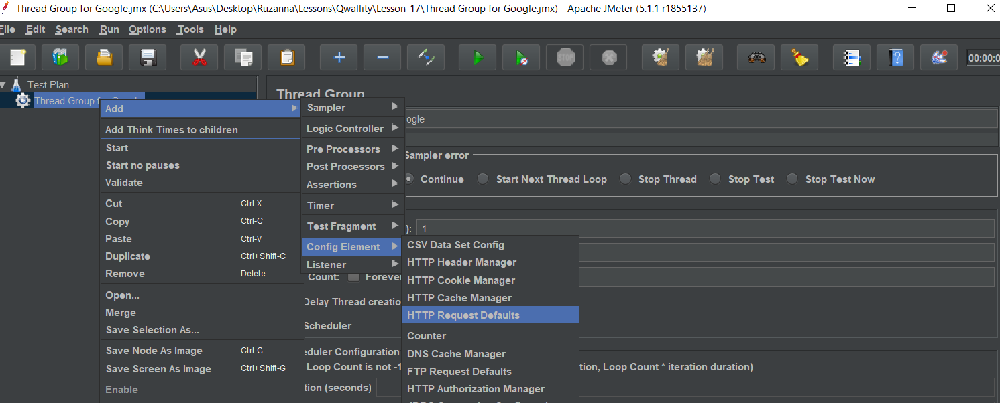 Thread Group for Google.jmx (C:\Users\Asus\Desktop\Ruzanna\Lessons\Qwallity\Lesson_17\Thread Group for Google.jmx) - Apache JMeter (5.1.1 r1855137)
File Edit Search Run Options Tools Help
STOP
00:00:0
Test Plan
Thread Group
Thread Group
Add
Add Think Times to children
Start
Start no pauses
Validate
Cut Ctrl-X
Copy Ctrl-C
Paste Ctrl-V
Duplicate Ctrl+Shift-C
Remove Delete
Open...
Merge
Save Selection As...
Save Node As Image Ctrl-G
Save Screen As Image Ctrl+Shift-G
Enable
Sampler
Logic Controller
Pre Processors
Post Processors
Assertions
Timer
Test Fragment
Config Element
Listener
CSV Data Set Config
HTTP Header Manager
HTTP Cookie Manager
HTTP Cache Manager
HTTP Request Defaults
Counter
DNS Cache Manager
FTP Request Defaults
HTTP Authorization Manager
ogle
Sampler error
Continue Start Next Thread Loop Stop Thread Stop Test Stop Test Now
): 1
Count: Forever
Delay Thread creatio
Scheduler
eduler Configuration
Loop Count is not -1
tion, Loop Count * iteration duration)
tion (seconds)